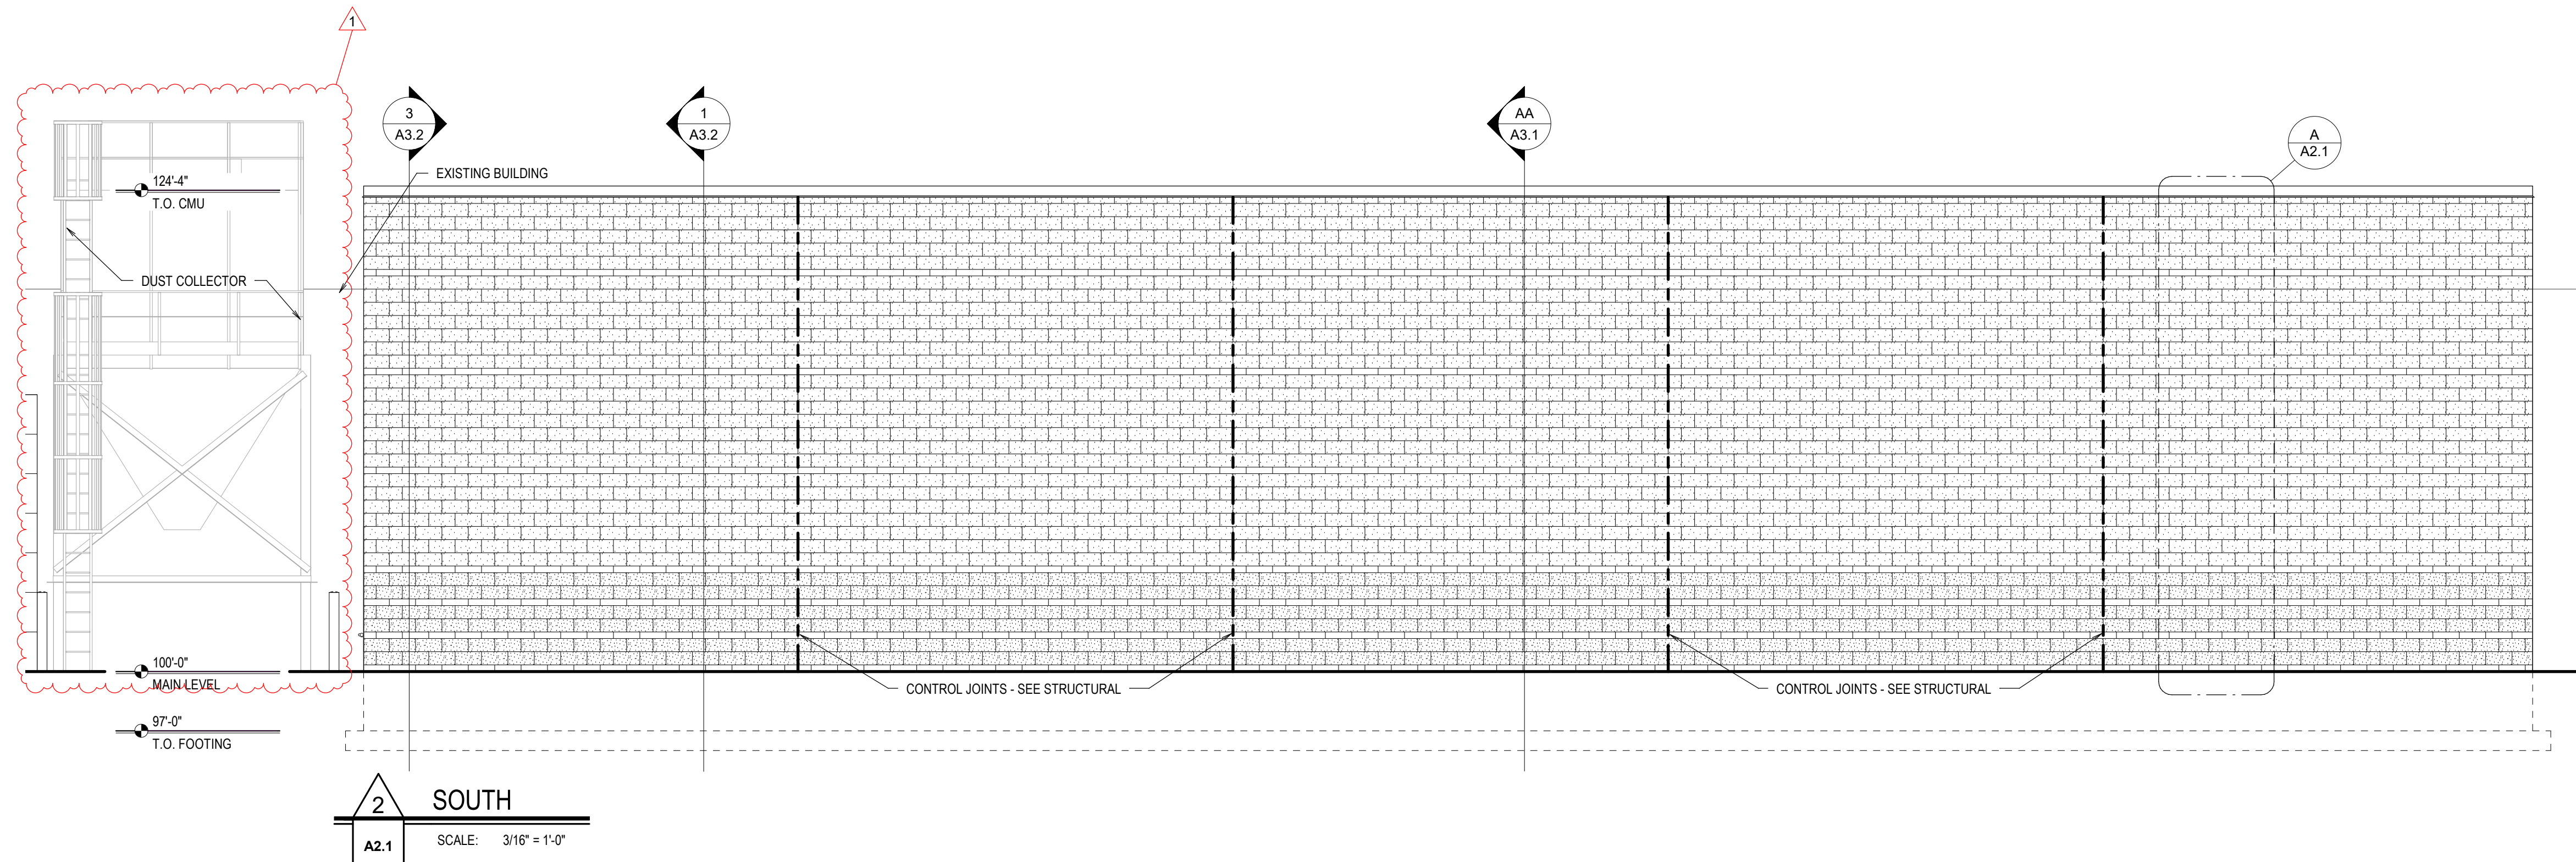 1
3
A3.2
1
A3.2
AA
A3.1
A
A2.1
EXISTING BUILDING
124'-4"
T.O. CMU
DUST COLLECTOR
100'-0"
MAIN LEVEL
CONTROL JOINTS - SEE STRUCTURAL
CONTROL JOINTS - SEE STRUCTURAL
97'-0"
T.O. FOOTING
2
SOUTH
A2.1
SCALE: 3/16" = 1'-0"